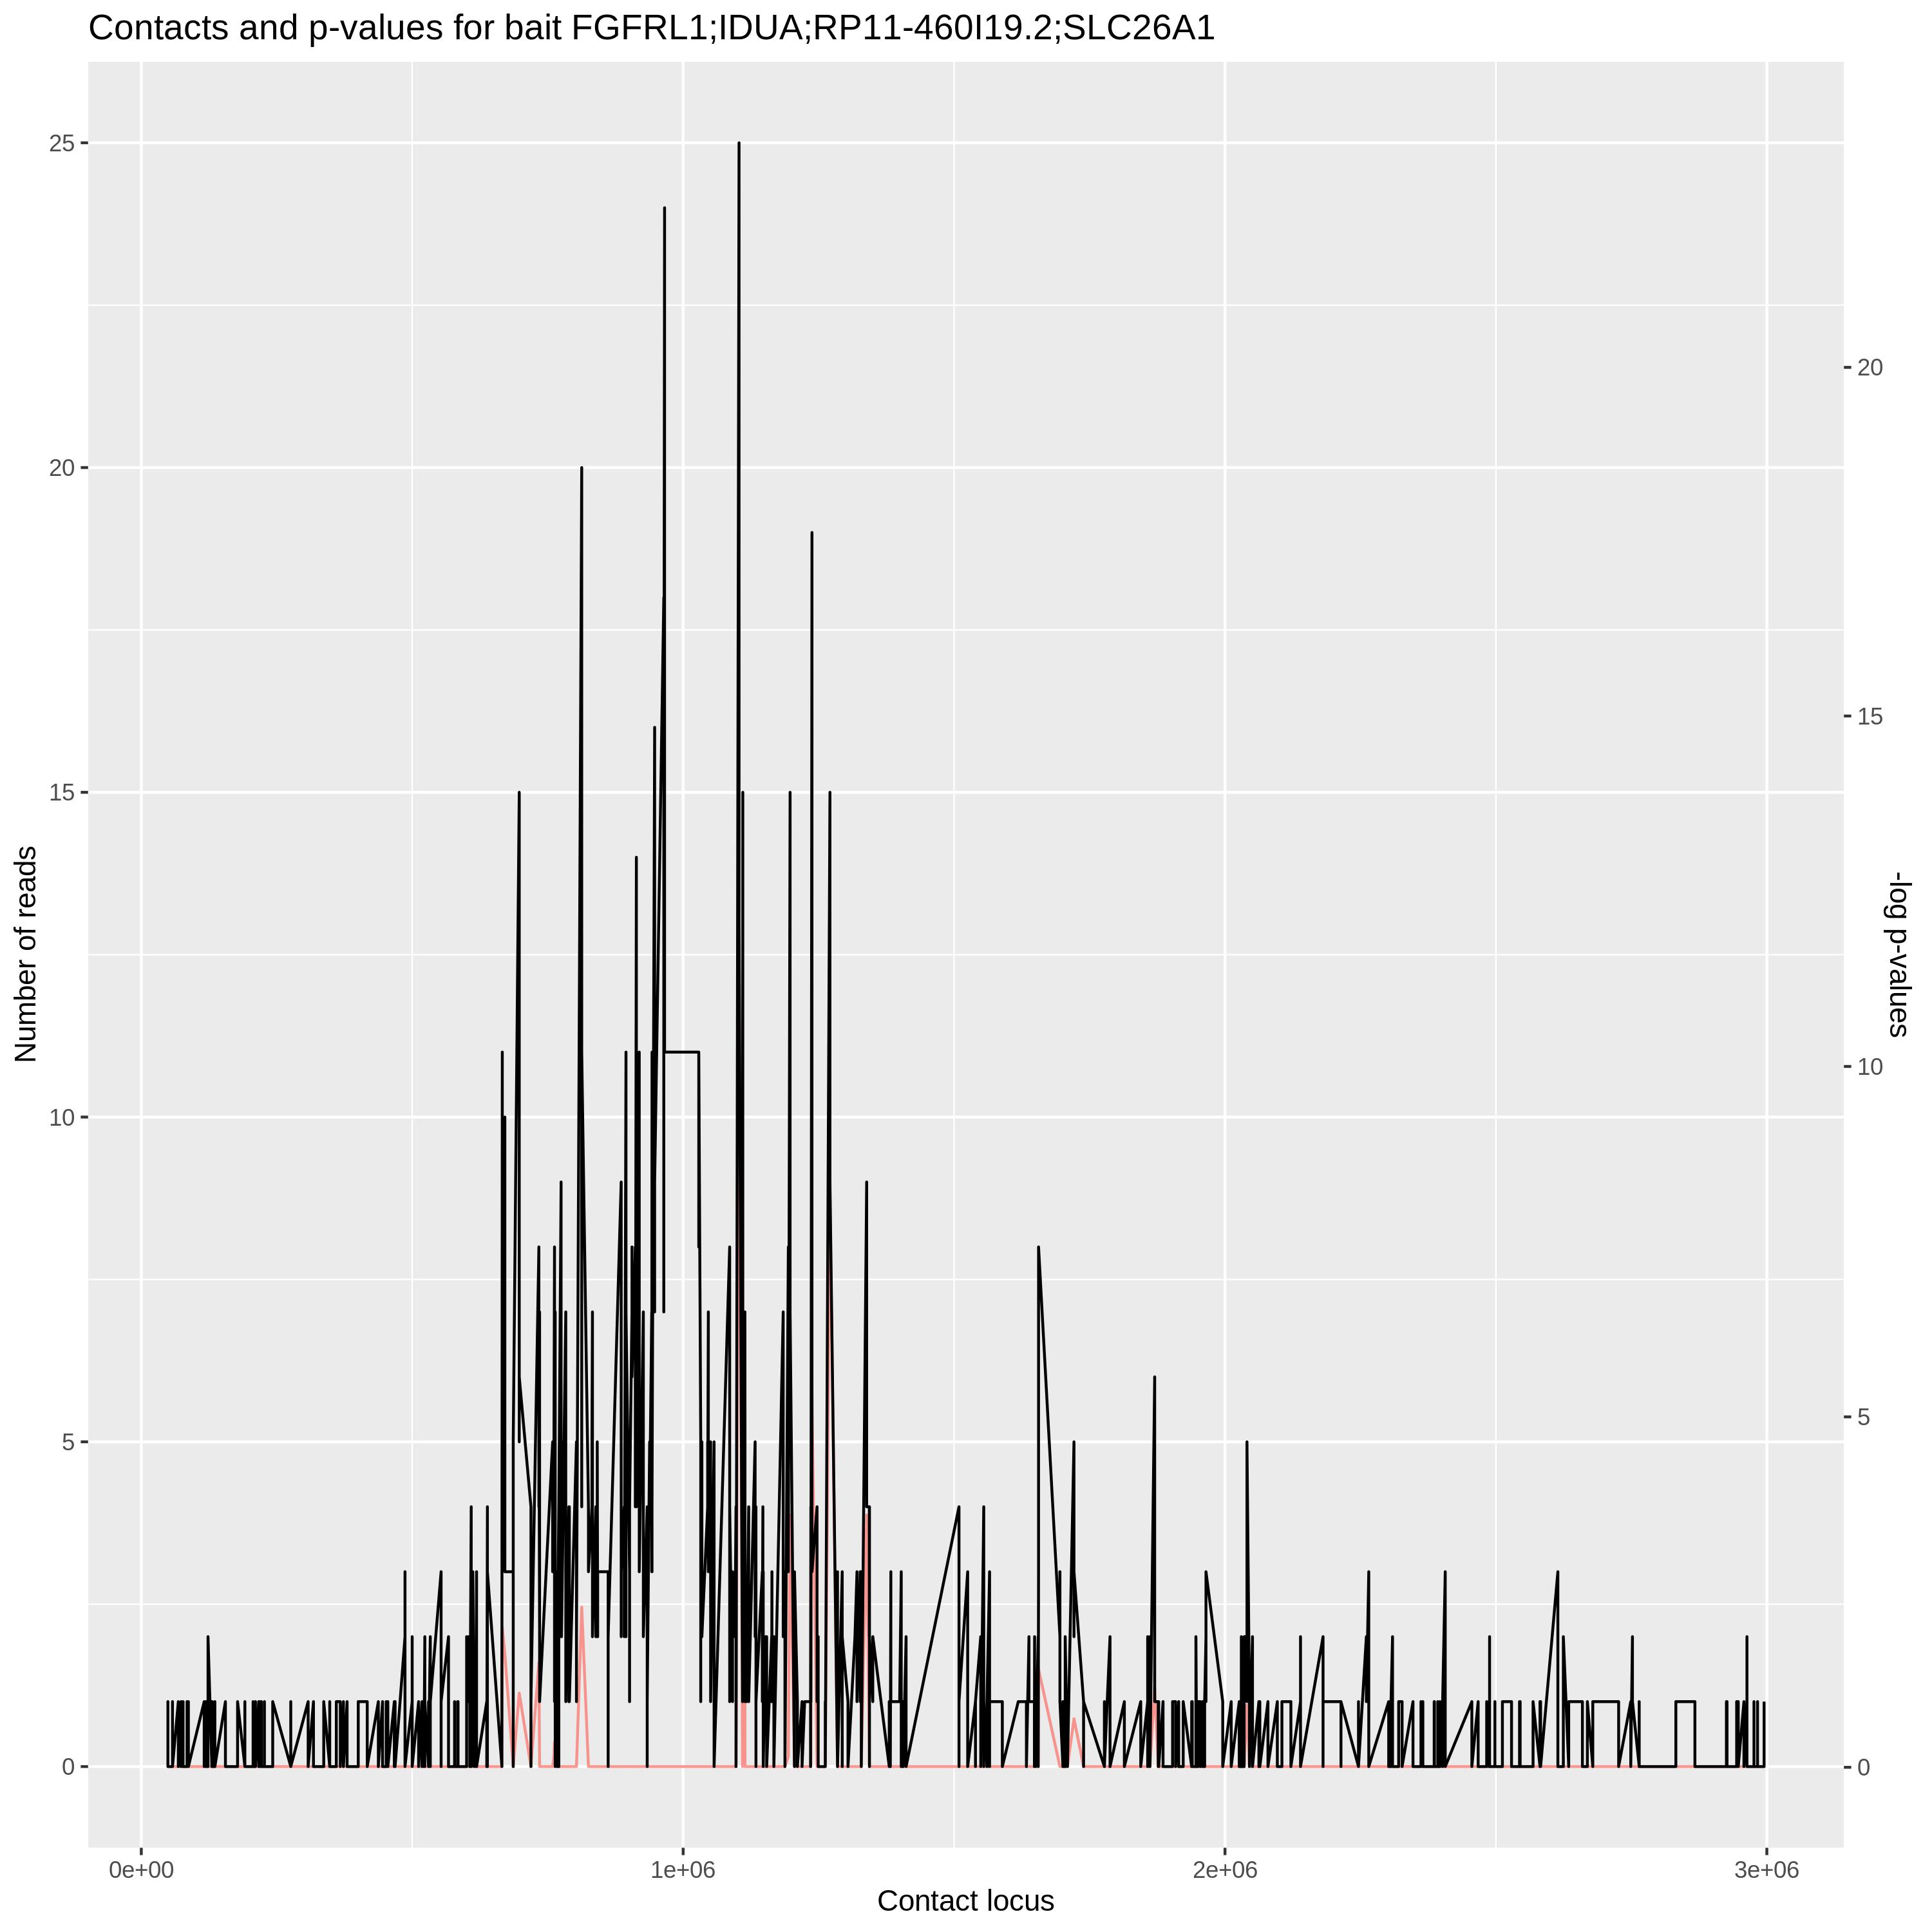 Contacts and p-values for bait FGFRL1;IDUA;RP11-460I19.2;SLC26A1
25
20
15
10
5
0
Number of reads
20
15
10
5
0
-log p-values
0e+00
1e+06
2e+06
3e+06
Contact locus